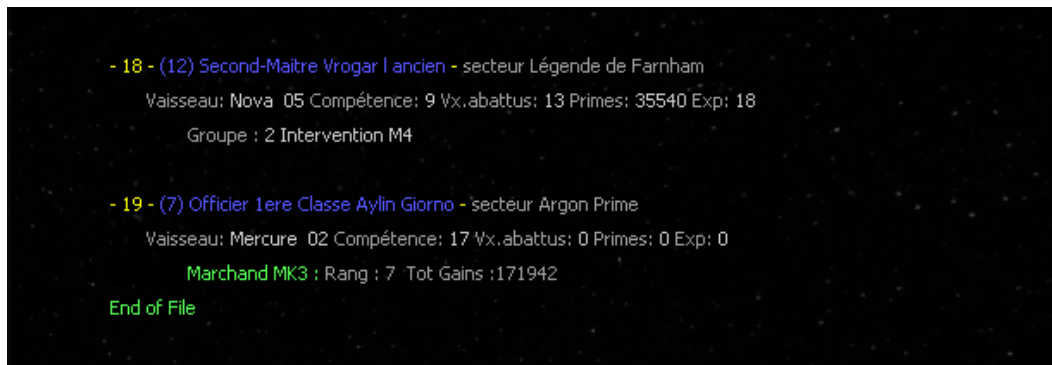 - 18 - (12) Second-Maitre Vrogar l ancien - secteur Légende de Farnham
Vaisseau: Nova 05 Compétence: 9 Vx.abattus: 13 Primes: 35540 Exp: 18
Groupe : 2 Intervention M4
- 19 - (7) Officier 1ere Classe Aylin Giorno - secteur Argon Prime
Vaisseau: Mercure 02 Compétence: 17 Vx.abattus: 0 Primes: 0 Exp: 0
Marchand MK3 : Rang : 7 Tot Gains :171942
End of File